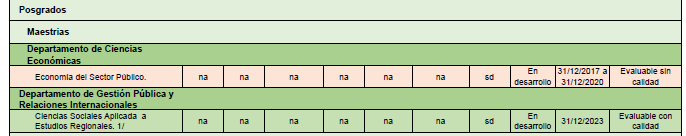 Posgrados
Maestrias
Departamento de Ciencias
Económicas
Economía del Sector Público. na na na na na na sd En desarrollo 31/12/2017 a 31/12/2020 Evaluable sin calidad
Departamento de Gestión Pública y
Relaciones Internacionales
Ciencias Sociales Aplicada a Estudios Regionales. 1/ na na na na na na sd En desarrollo 31/12/2023 Evaluable con calidad